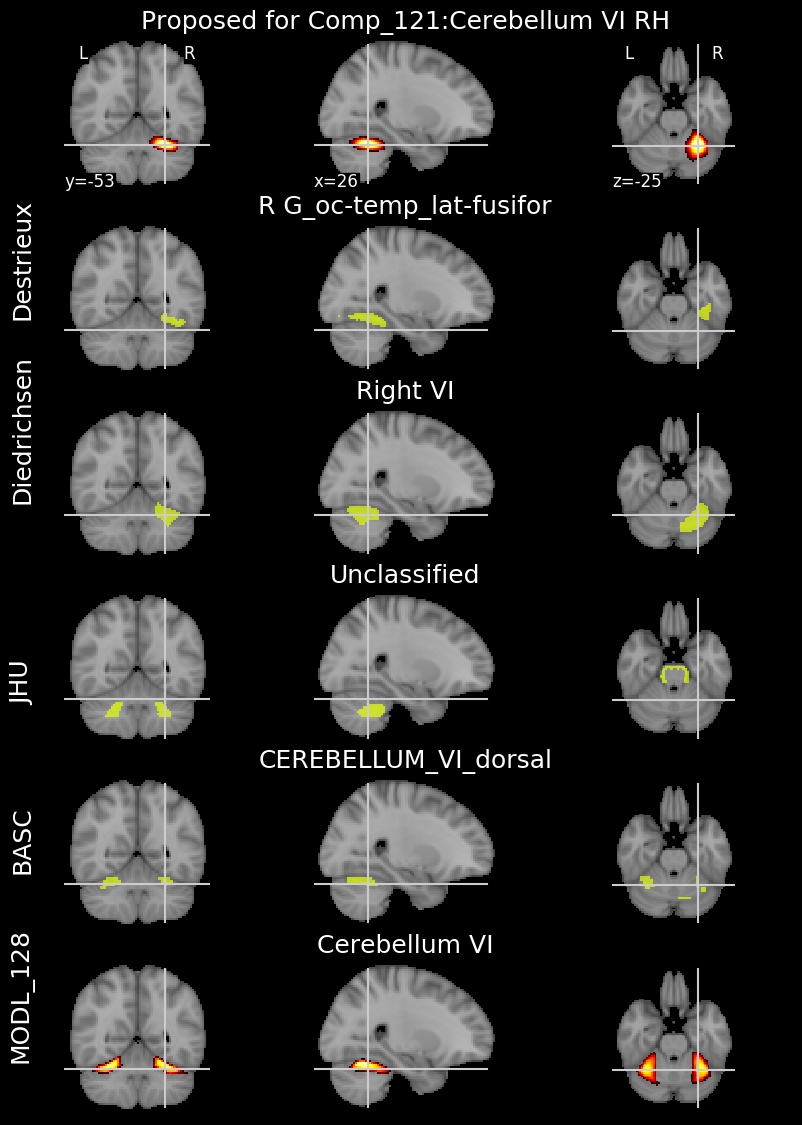 Proposed for Comp_121:Cerebellum VI RH
L R
L R
y=-53
x=26
z=-25
R G_oc-temp_lat-fusifor
Destrieux
Right VI
Diedrichsen
Unclassified
JHU
CEREBELLUM_VI_dorsal
BASC
Cerebellum VI
MODL_128